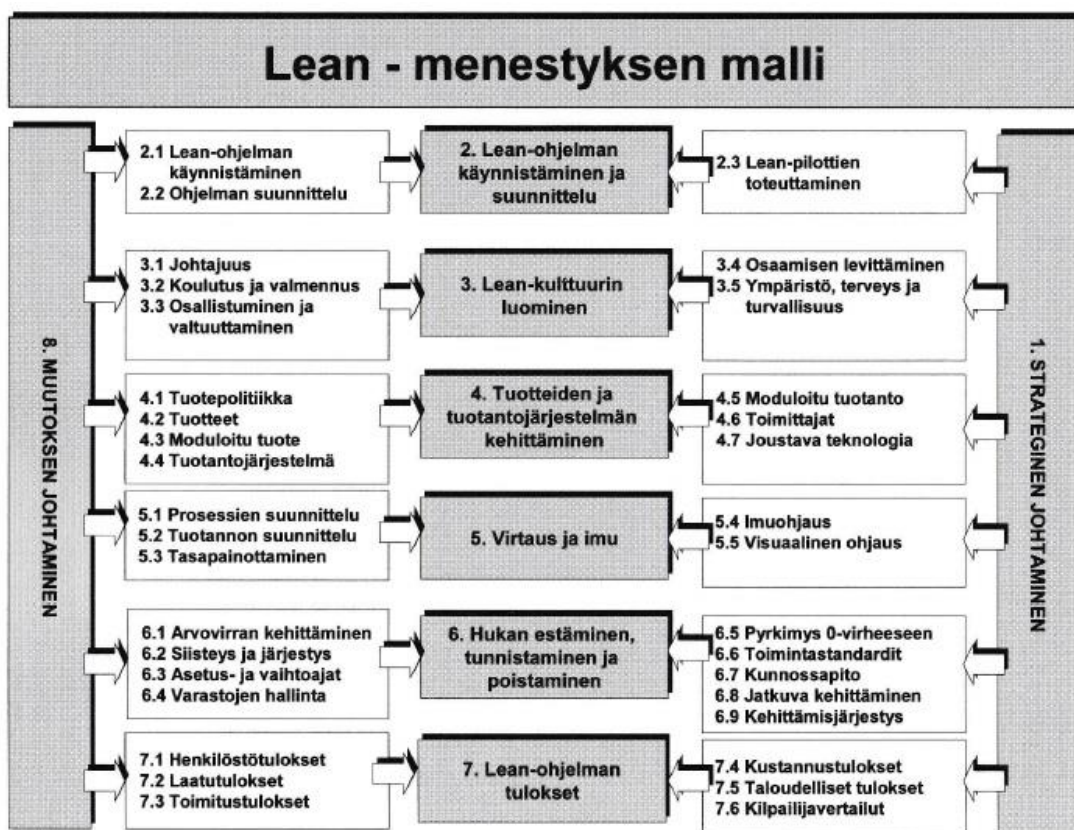 Lean - menestyksen malli
8. MUUTOKSEN JOHTAMINEN
2.1 Lean-ohjelman
käynnistäminen
2.2 Ohjelman suunnittelu
2. Lean-ohjelman
käynnistäminen ja
suunnittelu
2.3 Lean-pilottien
toteuttaminen
3.1 Johtajuus
3.2 Koulutus ja valmennus
3.3 Osallistuminen ja
valtuuttaminen
3. Lean-kulttuurin
luominen
3.4 Osaamisen levittäminen
3.5 Ympäristö, terveys ja
turvallisuus
4.1 Tuotepolitiikka
4.2 Tuotteet
4.3 Moduloitu tuote
4.4 Tuotantojärjestelmä
4. Tuotteiden ja
tuotantojärjestelmän
kehittäminen
4.5 Moduloitu tuotanto
4.6 Toimittajat
4.7 Joustava teknologia
5.1 Prosessien suunnittelu
5.2 Tuotannon suunnittelu
5.3 Tasapainottaminen
5. Virtaus ja imu
5.4 Imuohjaus
5.5 Visuaalinen ohjaus
6.1 Arvovirran kehittäminen
6.2 Siisteys ja järjestys
6.3 Asetus- ja vaihtoajat
6.4 Varastojen hallinta
6. Hukan estäminen,
tunnistaminen ja
poistaminen
6.5 Pyrkimys 0-virheeseen
6.6 Toimintastandardit
6.7 Kunnossapito
6.8 Jatkuva kehittäminen
6.9 Kehittämisjärjestys
7.1 Henkilöstötulokset
7.2 Laatutulokset
7.3 Toimitustulokset
7. Lean-ohjelman
tulokset
7.4 Kustannustulokset
7.5 Taloudelliset tulokset
7.6 Kilpailijavertailut
1. STRATEGINEN JOHTAMINEN